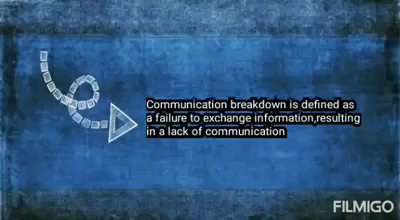 Communication breakdown is defined as
a failure to exchange information,resulting
in a lack of communication
FILMIGO